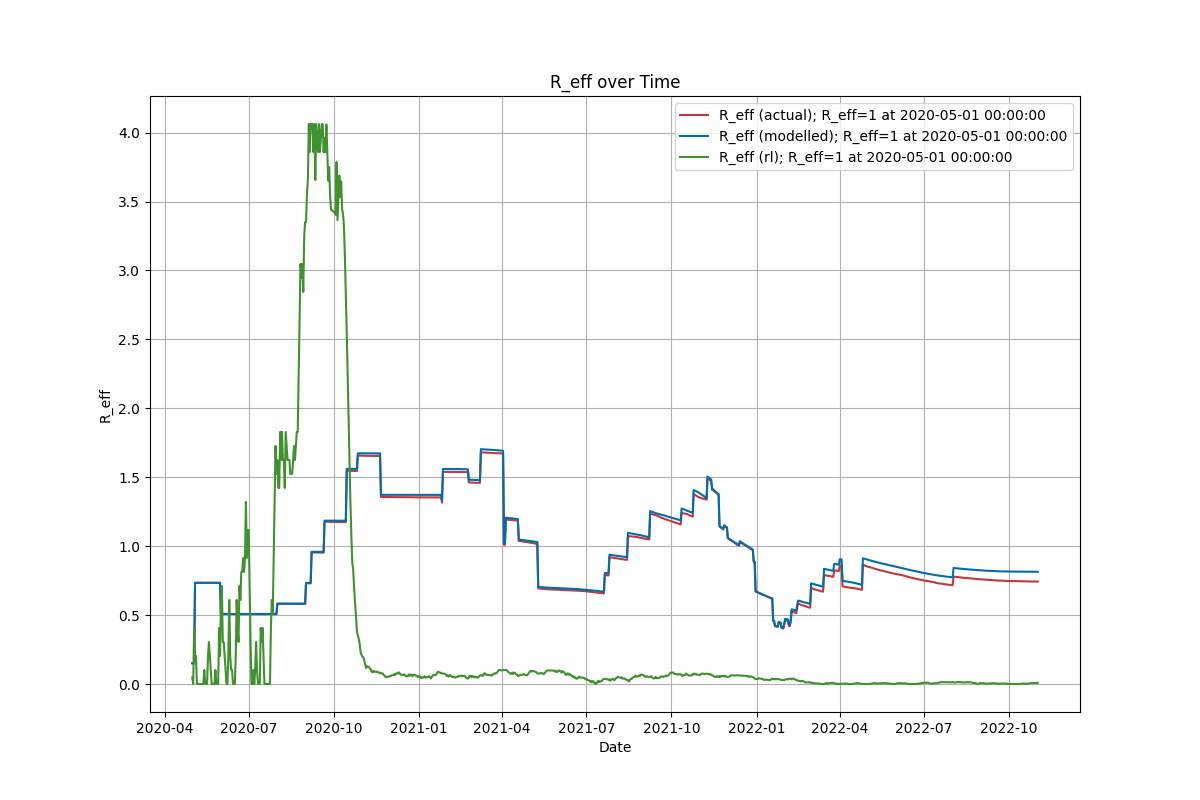 R_eff over Time
R_eff (actual); R_eff=1 at 2020-05-01 00:00:00
R_eff (modelled); R_eff=1 at 2020-05-01 00:00:00
R_eff (rl); R_eff=1 at 2020-05-01 00:00:00
R_eff
4.0
3.5
3.0
2.5
2.0
1.5
1.0
0.5
0.0
2020-04 2020-07 2020-10 2021-01 2021-04 2021-07 2021-10 2022-01 2022-04 2022-07 2022-10
Date